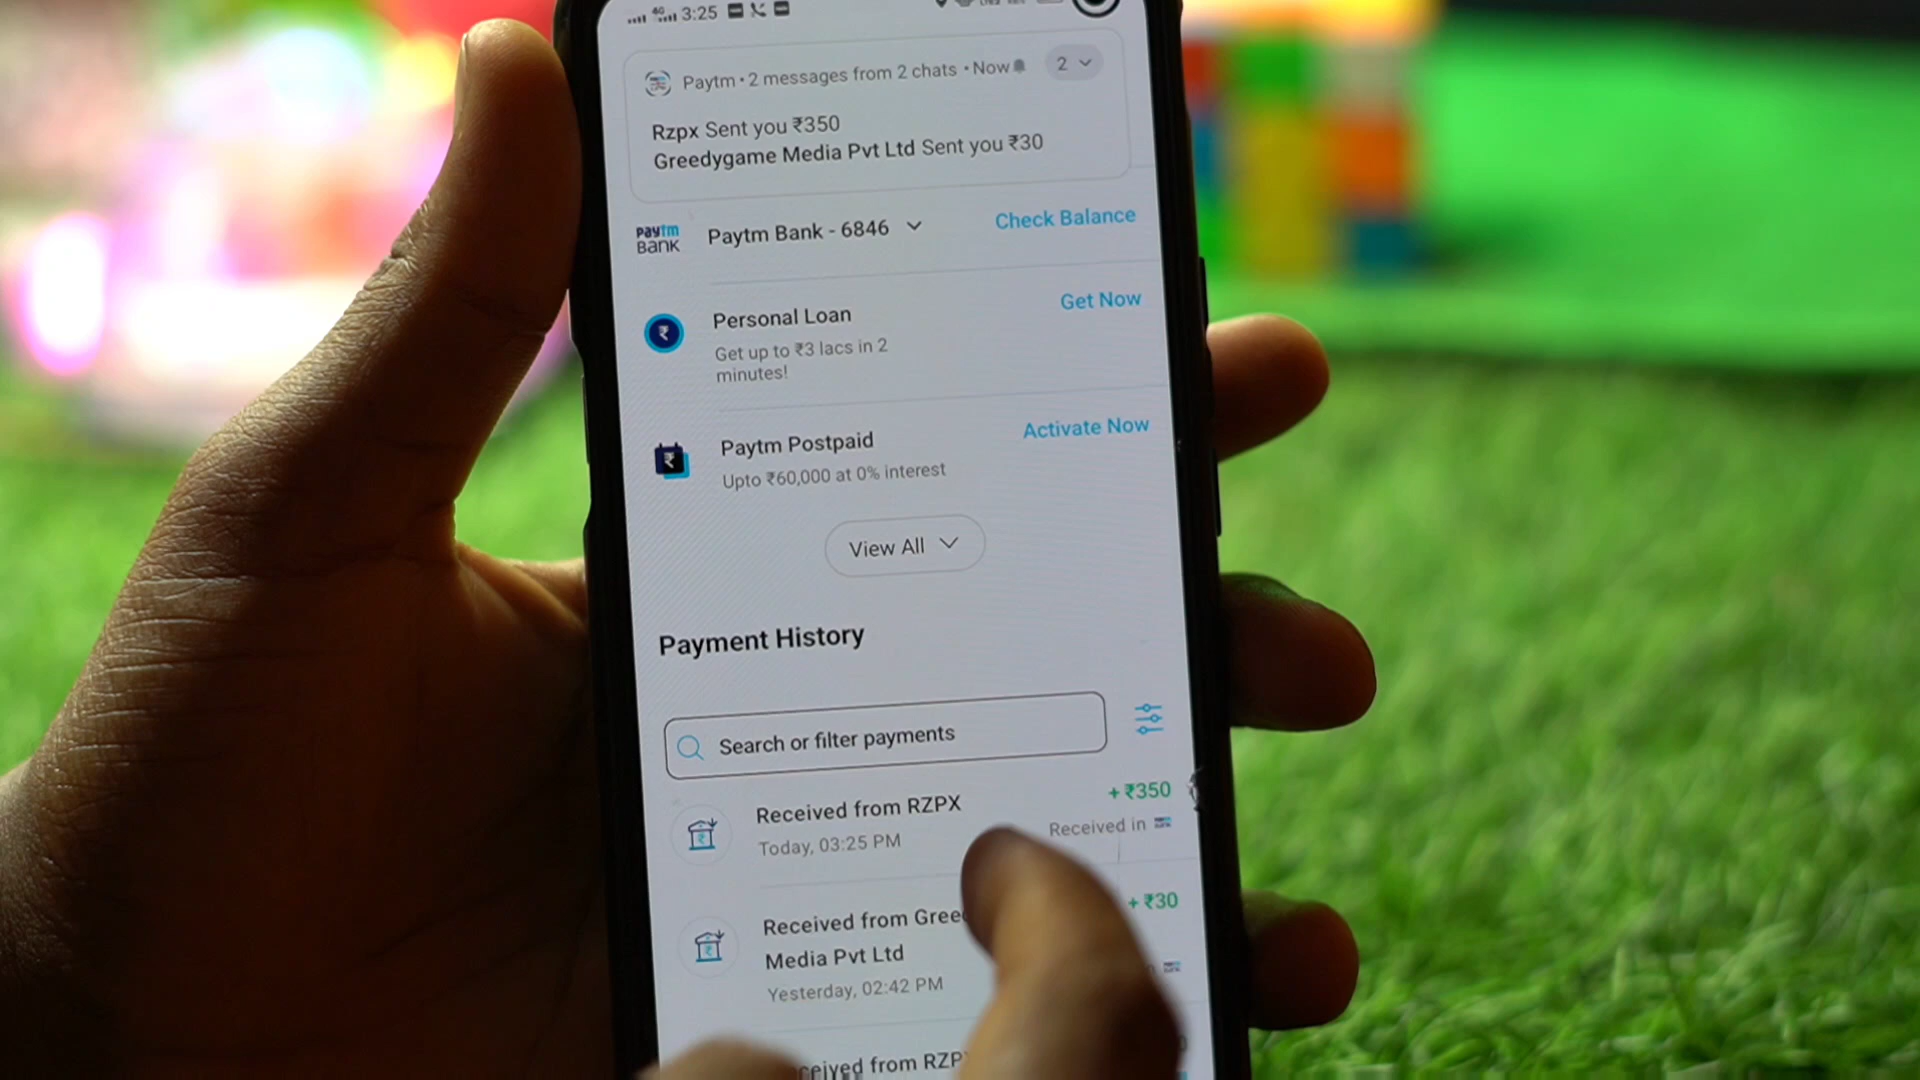 4G 3:25
Paytm • 2 messages from 2 chats • Now
2
Rzpx Sent you ₹350
Greedygame Media Pvt Ltd Sent you ₹30
Paytm BANK
Paytm Bank - 6846
Check Balance
Personal Loan
Get Now
Get up to ₹3 lacs in 2
minutes!
Paytm Postpaid
Activate Now
Upto ₹60,000 at 0% interest
View All
Payment History
Search or filter payments
Received from RZPX
+ ₹350
Today, 03:25 PM
Received in
Received from Gree
+ ₹30
Media Pvt Ltd
Yesterday, 02:42 PM
ceived from RZP